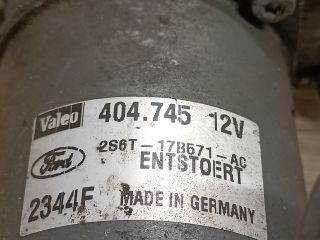 Valeo 404.745 12V
Ford 2S6T-17B571-AC
ENTSTOERT
2344F MADE IN GERMANY